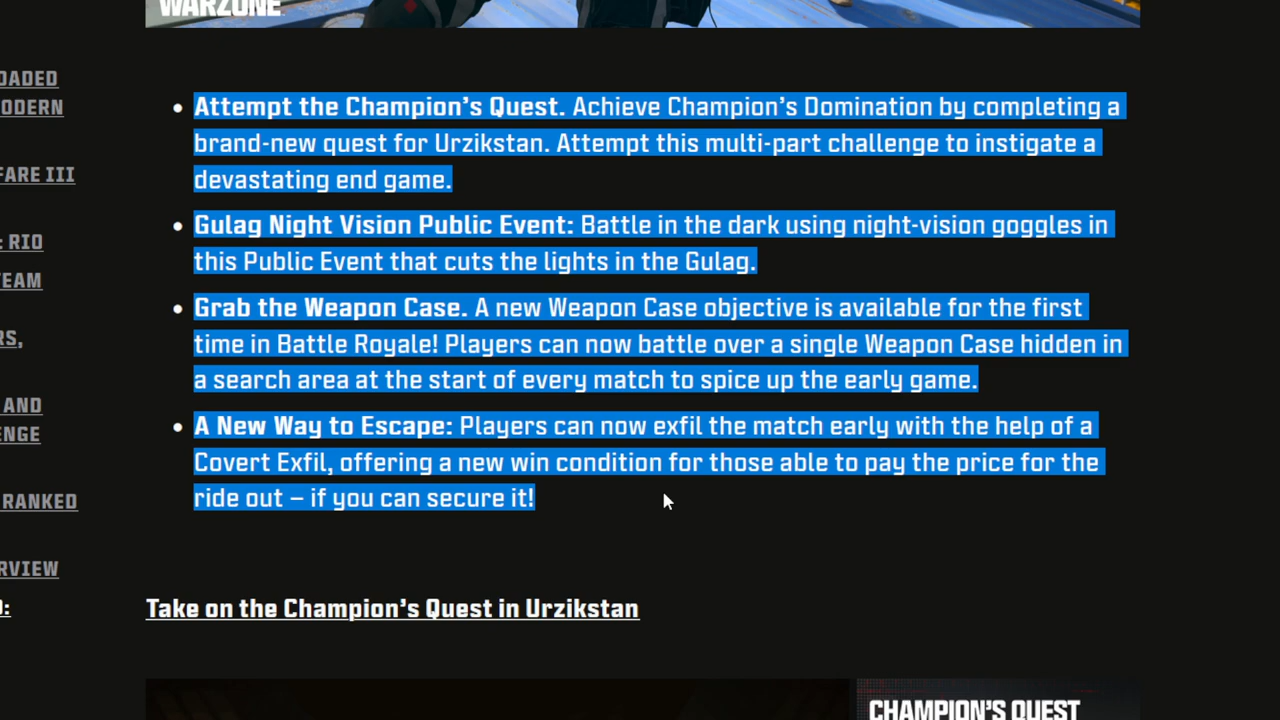 WARZONE
OADED
ODERN
FARE III
: RIO
EAM
RS,
AND
ENGE
RANKED
RVIEW
D:
• Attempt the Champion’s Quest. Achieve Champion’s Domination by completing a
brand-new quest for Urzikstan. Attempt this multi-part challenge to instigate a
devastating end game.
• Gulag Night Vision Public Event: Battle in the dark using night-vision goggles in
this Public Event that cuts the lights in the Gulag.
• Grab the Weapon Case. A new Weapon Case objective is available for the first
time in Battle Royale! Players can now battle over a single Weapon Case hidden in
a search area at the start of every match to spice up the early game.
• A New Way to Escape: Players can now exfil the match early with the help of a
Covert Exfil, offering a new win condition for those able to pay the price for the
ride out – if you can secure it!
Take on the Champion’s Quest in Urzikstan
CHAMPION’S QUEST